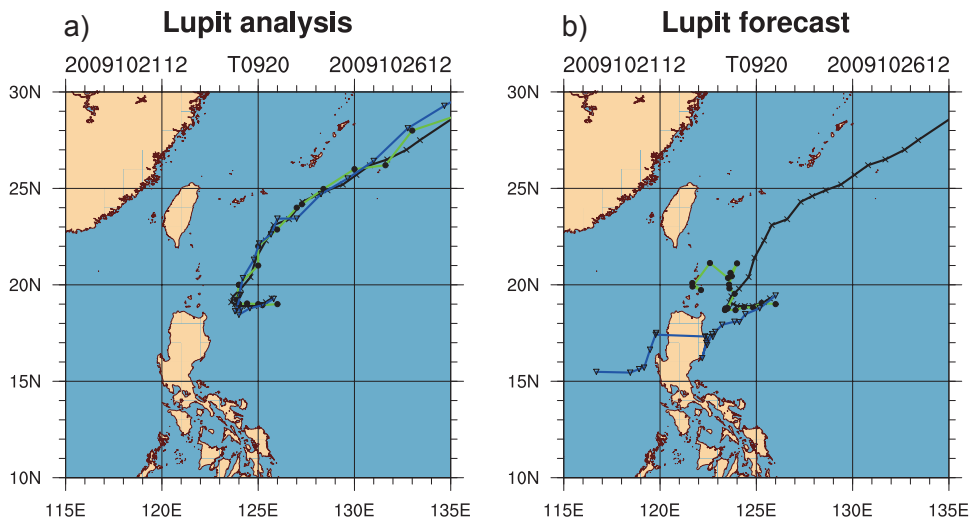 a) Lupit analysis
2009102112 T0920 2009102612
30N
25N
20N
15N
10N
115E 120E 125E 130E 135E
b) Lupit forecast
2009102112 T0920 2009102612
30N
25N
20N
15N
10N
115E 120E 125E 130E 135E